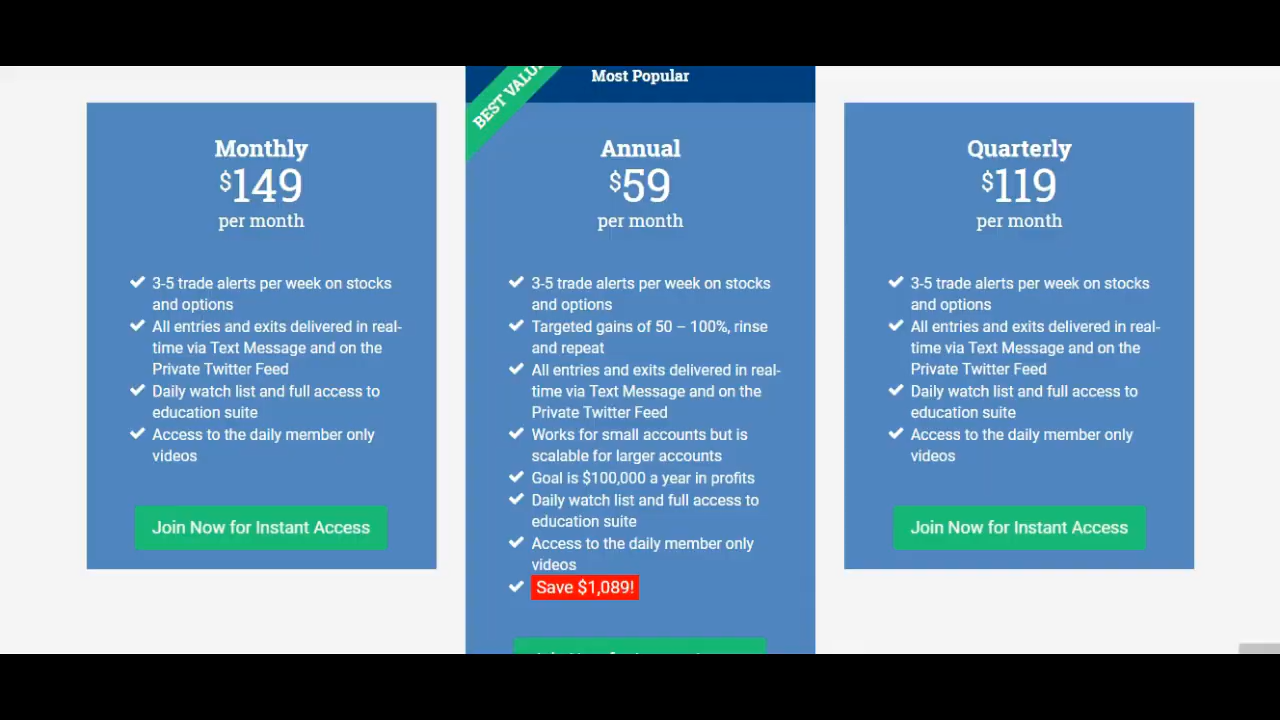 Most Popular
BEST VALUE
Monthly
$149
per month
3-5 trade alerts per week on stocks
and options
All entries and exits delivered in real-
time via Text Message and on the
Private Twitter Feed
Daily watch list and full access to
education suite
Access to the daily member only
videos
Join Now for Instant Access
Annual
$59
per month
3-5 trade alerts per week on stocks
and options
Targeted gains of 50 – 100%, rinse
and repeat
All entries and exits delivered in real-
time via Text Message and on the
Private Twitter Feed
Works for small accounts but is
scalable for larger accounts
Goal is $100,000 a year in profits
Daily watch list and full access to
education suite
Access to the daily member only
videos
Save $1,089!
Quarterly
$119
per month
3-5 trade alerts per week on stocks
and options
All entries and exits delivered in real-
time via Text Message and on the
Private Twitter Feed
Daily watch list and full access to
education suite
Access to the daily member only
videos
Join Now for Instant Access